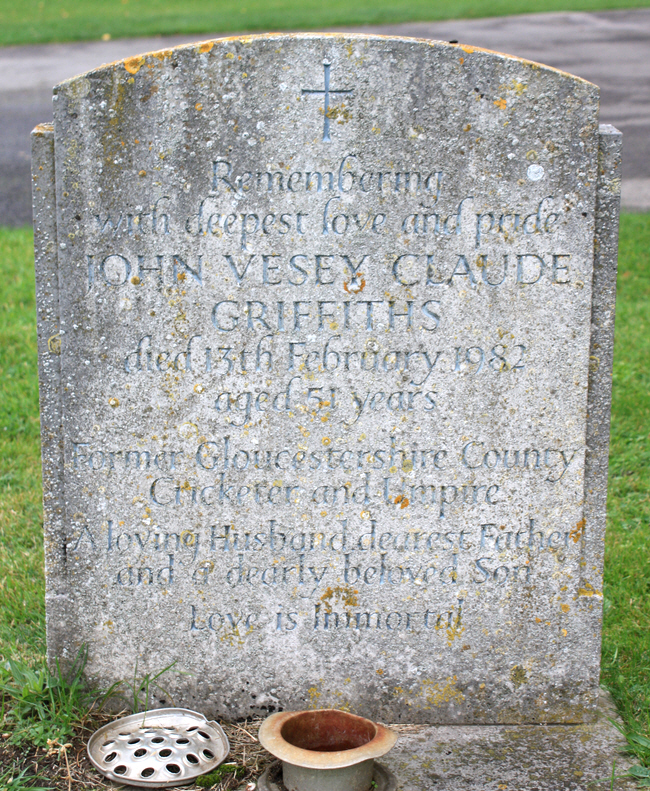 Remembering
with deepest love and pride
JOHN VESEY CLAUDE
GRIFFITHS
died 13th February 1982
aged 51 years
Former Gloucestershire County
Cricketer and Umpire
A loving Husband, dearest Father
and a dearly beloved Son
Love is Immortal